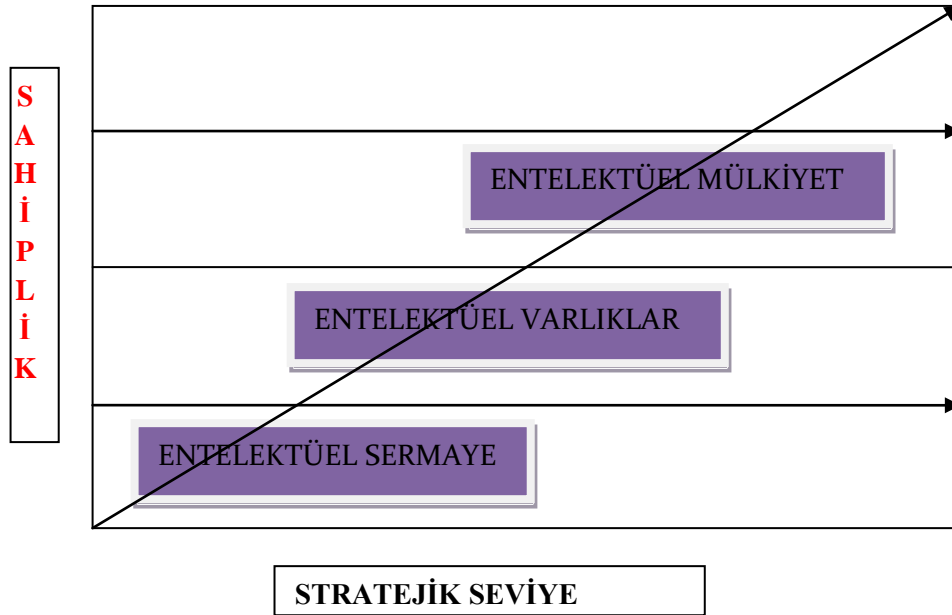 SAHİPLİK
ENTELEKTÜEL MÜLKİYET
ENTELEKTÜEL VARLIKLAR
ENTELEKTÜEL SERMAYE
STRATEJİK SEVİYE